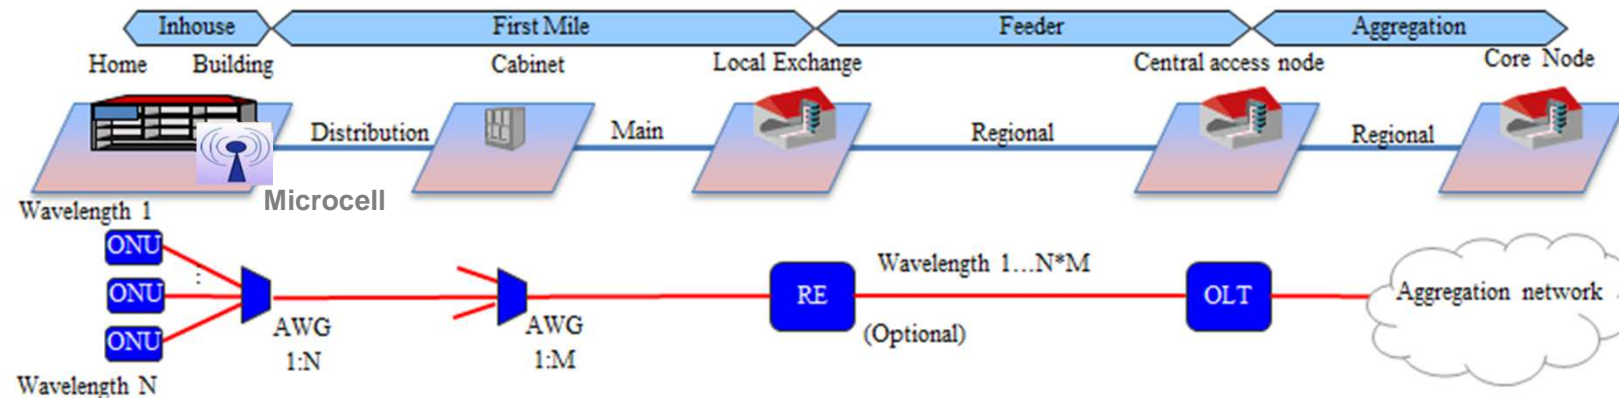 Inhouse First Mile Feeder Aggregation
Home Building Cabinet Local Exchange Central access node Core Node
Distribution Main Regional Regional
Microcell
Wavelength 1
ONU
:
ONU
ONU
Wavelength N
AWG
1:N
AWG
1:M
RE
(Optional)
Wavelength 1...N*M
OLT
Aggregation network